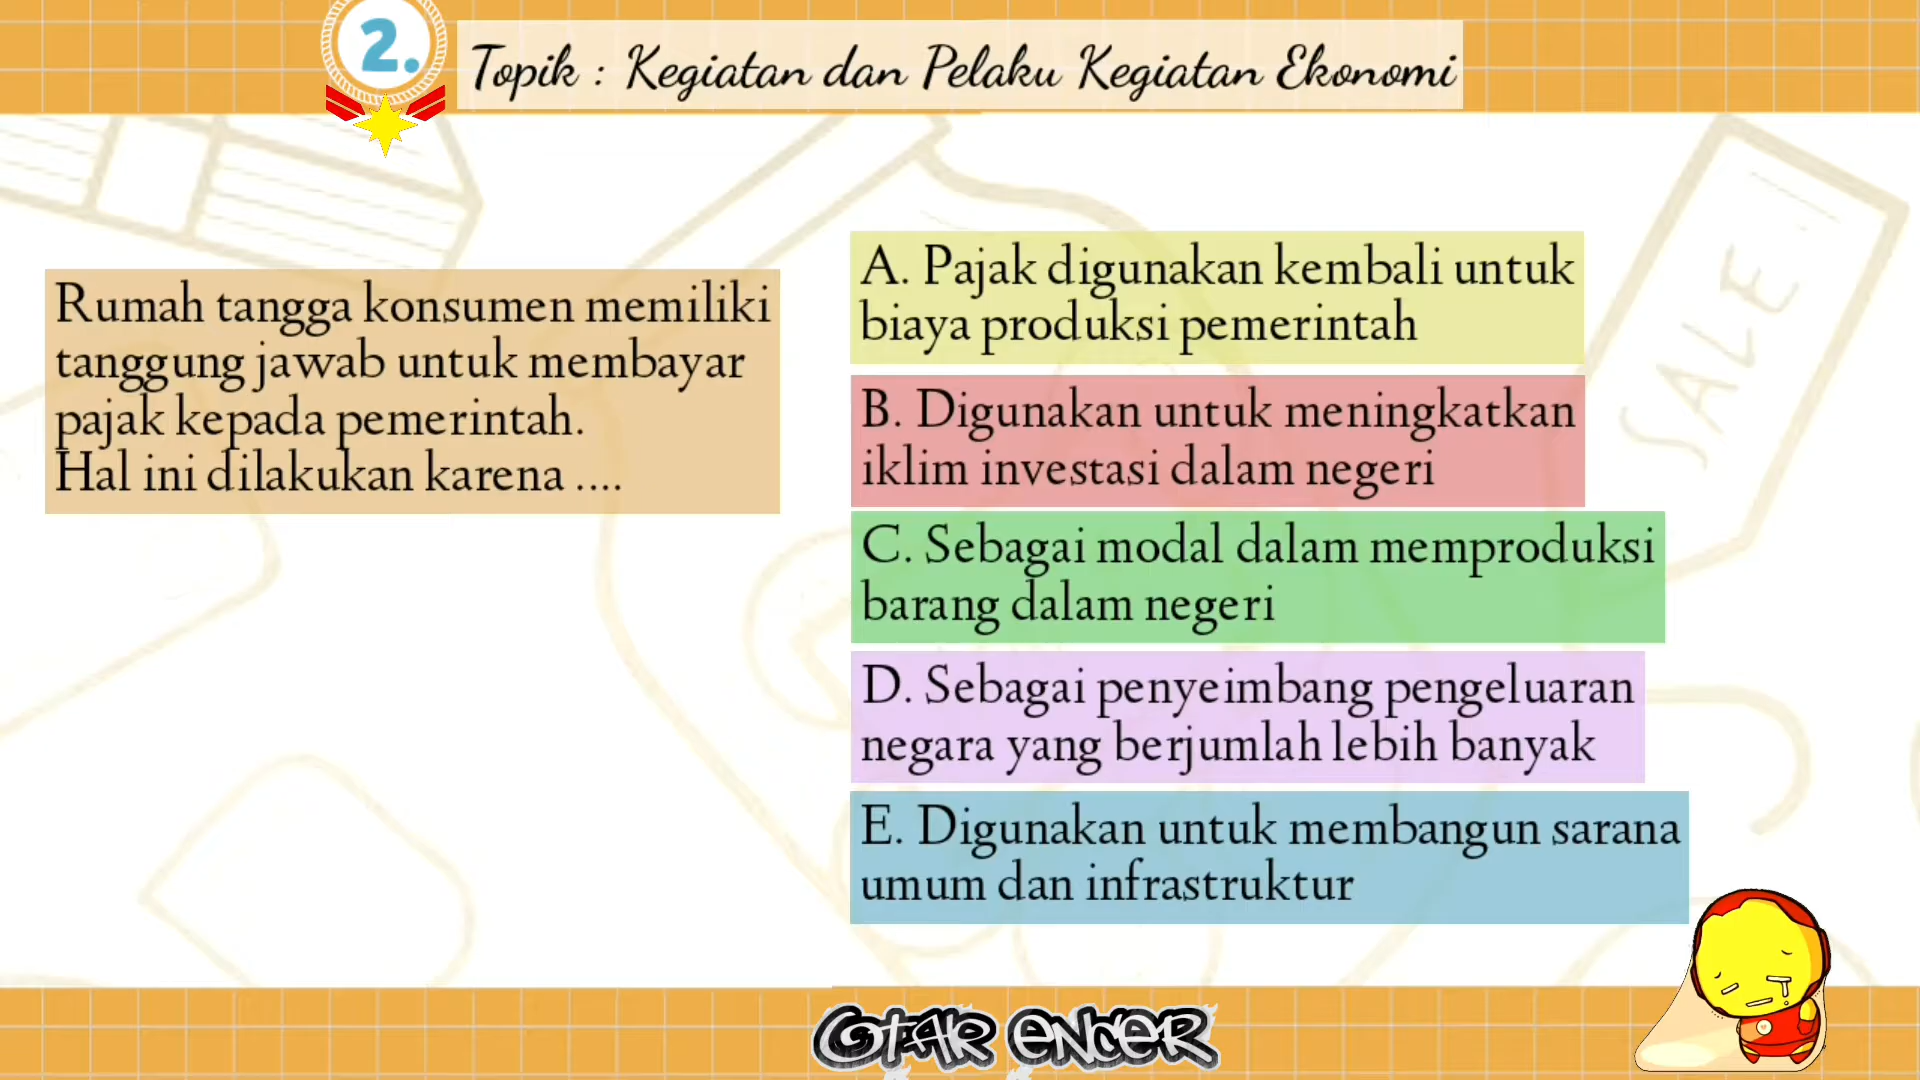 2.
Topik : Kegiatan dan Pelaku Kegiatan Ekonomi
Rumah tangga konsumen memiliki
tanggung jawab untuk membayar
pajak kepada pemerintah.
Hal ini dilakukan karena ....
A. Pajak digunakan kembali untuk
biaya produksi pemerintah
B. Digunakan untuk meningkatkan
iklim investasi dalam negeri
C. Sebagai modal dalam memproduksi
barang dalam negeri
D. Sebagai penyeimbang pengeluaran
negara yang berjumlah lebih banyak
E. Digunakan untuk membangun sarana
umum dan infrastruktur
SALE
OTAK ENCER